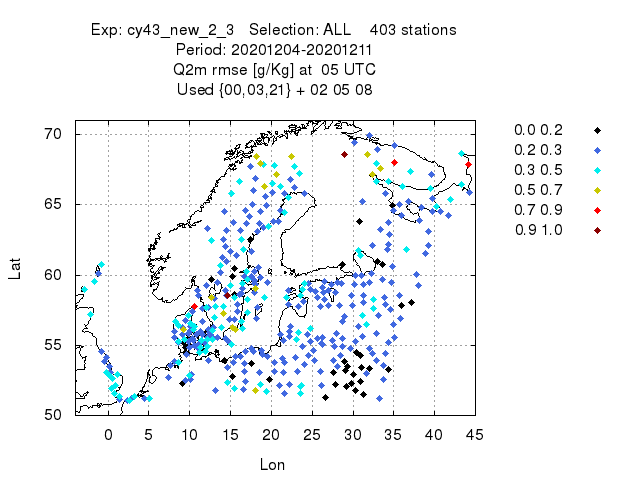 Exp: cy43_new_2_3   Selection: ALL    403 stations
Period: 20201204-20201211
Q2m rmse [g/Kg] at  05 UTC
Used {00,03,21} + 02 05 08
70
65
60
55
50
Lat
0 5 10 15 20 25 30 35 40 45
Lon
0.0 0.2
0.2 0.3
0.3 0.5
0.5 0.7
0.7 0.9
0.9 1.0